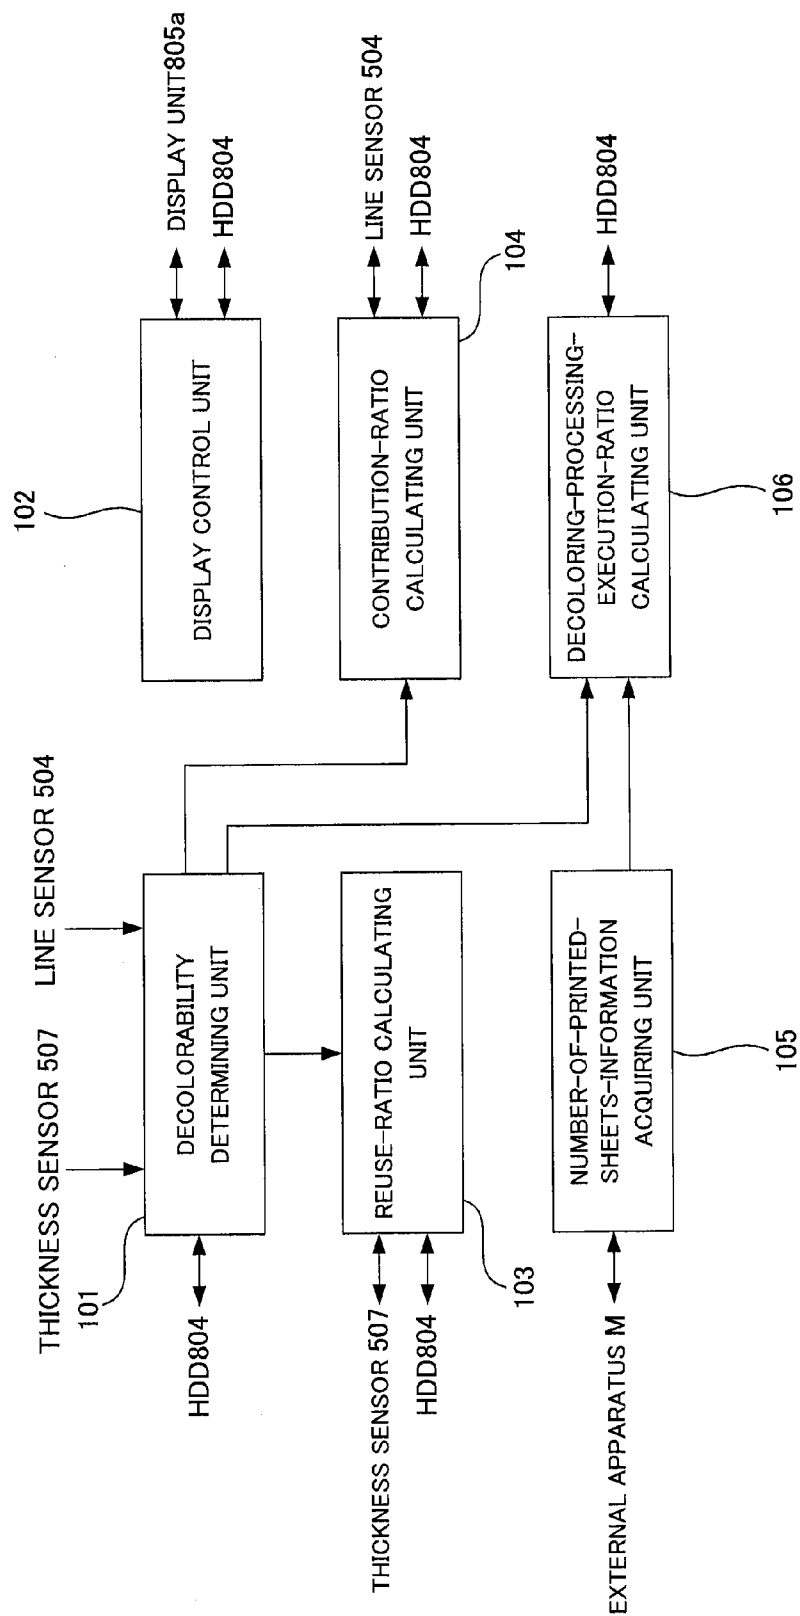 THICKNESS SENSOR 507
LINE SENSOR 504
101
HDD804
DECOLORABILITY
DETERMINING UNIT
102
DISPLAY CONTROL UNIT
DISPLAY UNIT805a
HDD804
THICKNESS SENSOR 507
HDD804
103
REUSE-RATIO CALCULATING
UNIT
CONTRIBUTION-RATIO
CALCULATING UNIT
LINE SENSOR 504
HDD804
104
EXTERNAL APPARATUS M
NUMBER-OF-PRINTED-
SHEETS-INFORMATION
ACQUIRING UNIT
105
DECOLORING-PROCESSING-
EXECUTION-RATIO
CALCULATING UNIT
106
HDD804